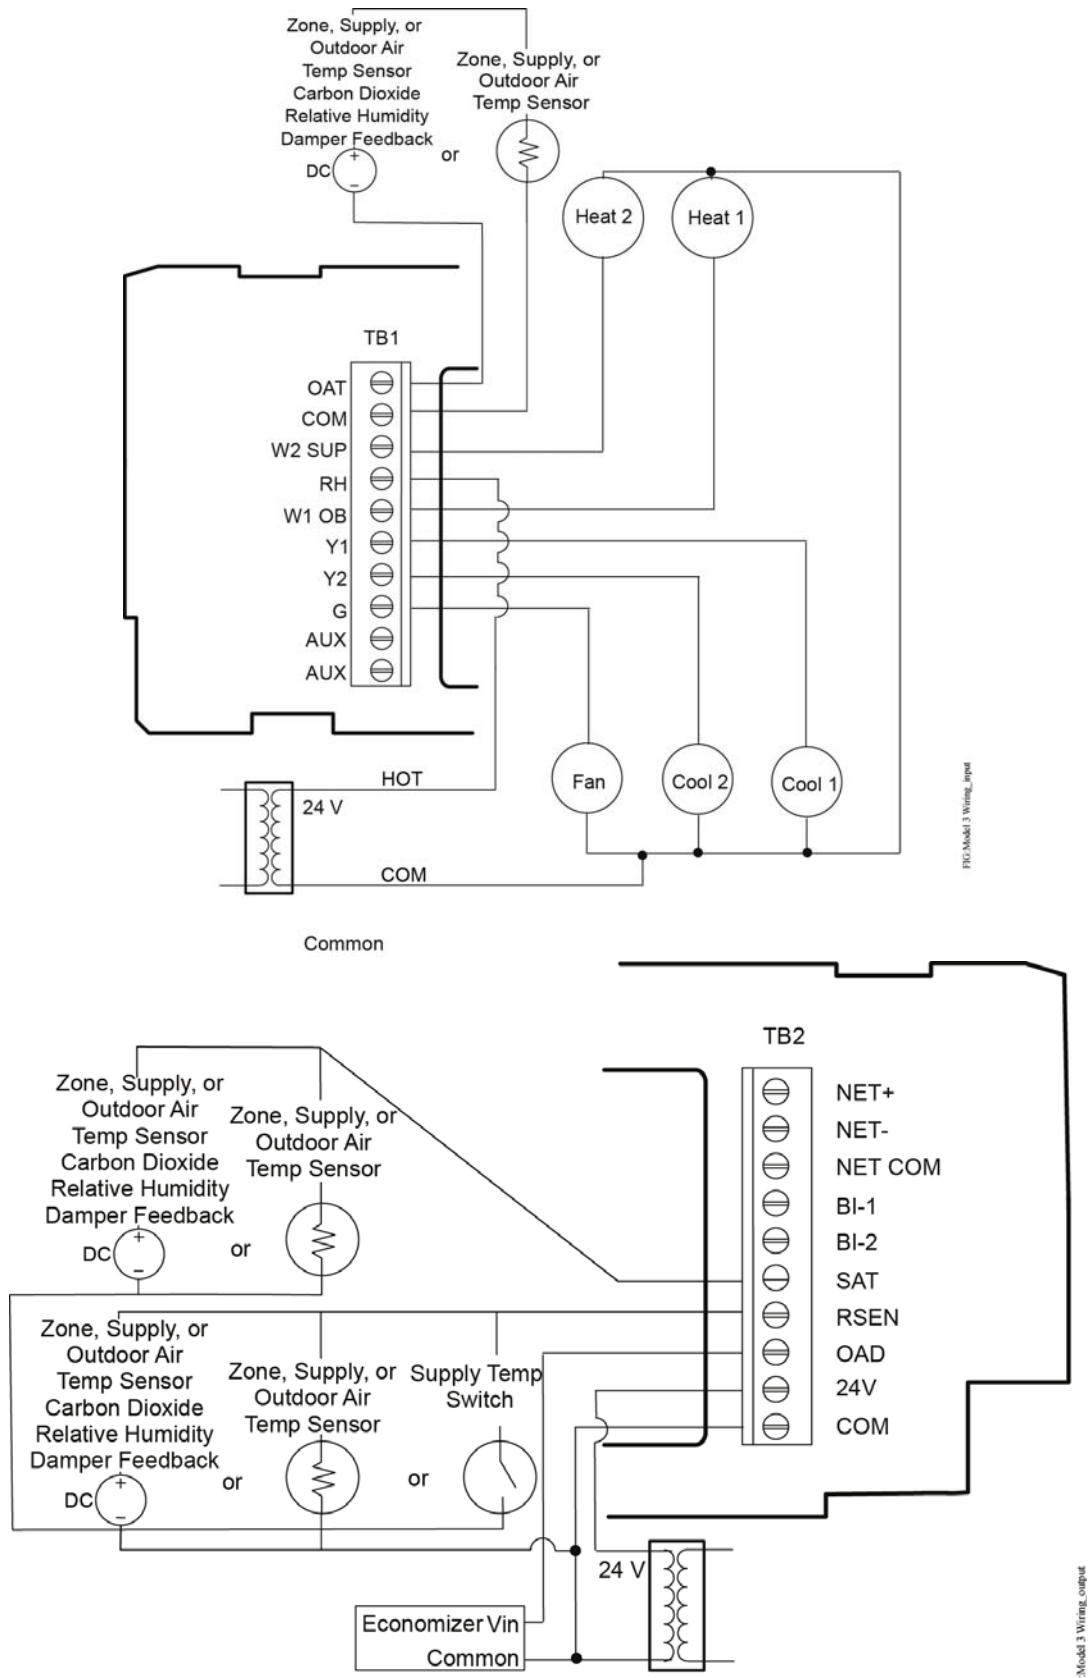 Zone, Supply, or
Outdoor Air
Temp Sensor
Carbon Dioxide
Relative Humidity
Damper Feedback
or
DC
+
−
Zone, Supply, or
Outdoor Air
Temp Sensor
Heat 2
Heat 1
TB1
OAT
COM
W2 SUP
RH
W1 OB
Y1
Y2
G
AUX
AUX
HOT
24 V
COM
Fan
Cool 2
Cool 1
FIG:Model 3 Wiring_input
Common
TB2
NET+
NET-
NET COM
BI-1
BI-2
SAT
RSEN
OAD
24V
COM
Zone, Supply, or
Outdoor Air
Temp Sensor
Carbon Dioxide
Relative Humidity
Damper Feedback
DC
+
−
or
Zone, Supply, or
Outdoor Air
Temp Sensor
Zone, Supply, or
Outdoor Air
Temp Sensor
Carbon Dioxide
Relative Humidity
Damper Feedback
DC
+
−
or
Zone, Supply, or
Outdoor Air
Temp Sensor
or
Supply Temp
Switch
24 V
Economizer Vin
Common
:Model 3 Wiring_output